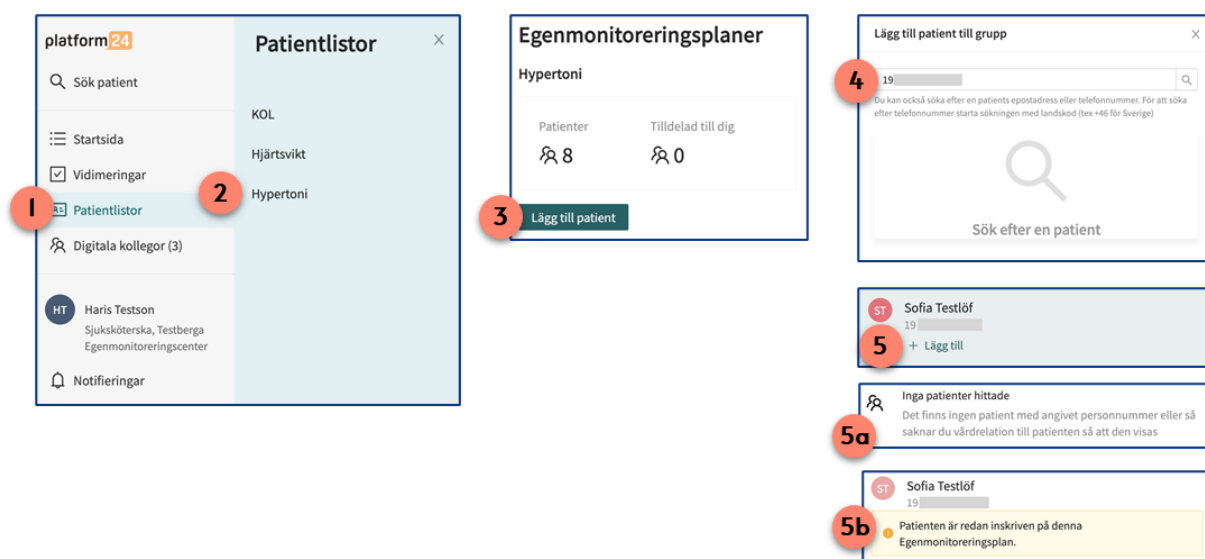 platform24
Sök patient
Startsida
Vidimeringar
1
Patientlistor
Digitala kollegor (3)
HT
Haris Testson
Sjuksköterska, Testberga
Egenmonitoreringscenter
Notifieringar
Patientlistor
KOL
Hjärtsvikt
2
Hypertoni
Egenmonitoreringsplaner
Hypertoni
Patienter
Tilldelad till dig
8
0
3
Lägg till patient
Lägg till patient till grupp
4
19
Du kan också söka efter en patients epostadress eller telefonnummer. För att söka
efter telefonnummer starta sökningen med landskod (tex +46 för Sverige)
Sök efter en patient
ST
Sofia Testlöf
19
5
+ Lägg till
Inga patienter hittade
5a
Det finns ingen patient med angivet personnummer eller så
saknar du vårdrelation till patienten så att den visas
ST
Sofia Testlöf
19
5b
Patienten är redan inskriven på denna
Egenmonitoreringsplan.